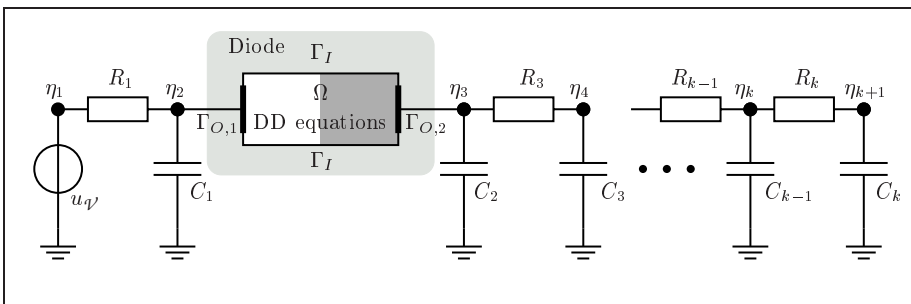 Diode
Γ_I
η_1
R_1
η_2
Ω
Γ_{O,1}
DD equations
Γ_{O,2}
Γ_I
η_3
R_3
η_4
R_{k−1}
η_k
R_k
η_{k+1}
u_𝒱
C_1
C_2
C_3
• • •
C_{k−1}
C_k